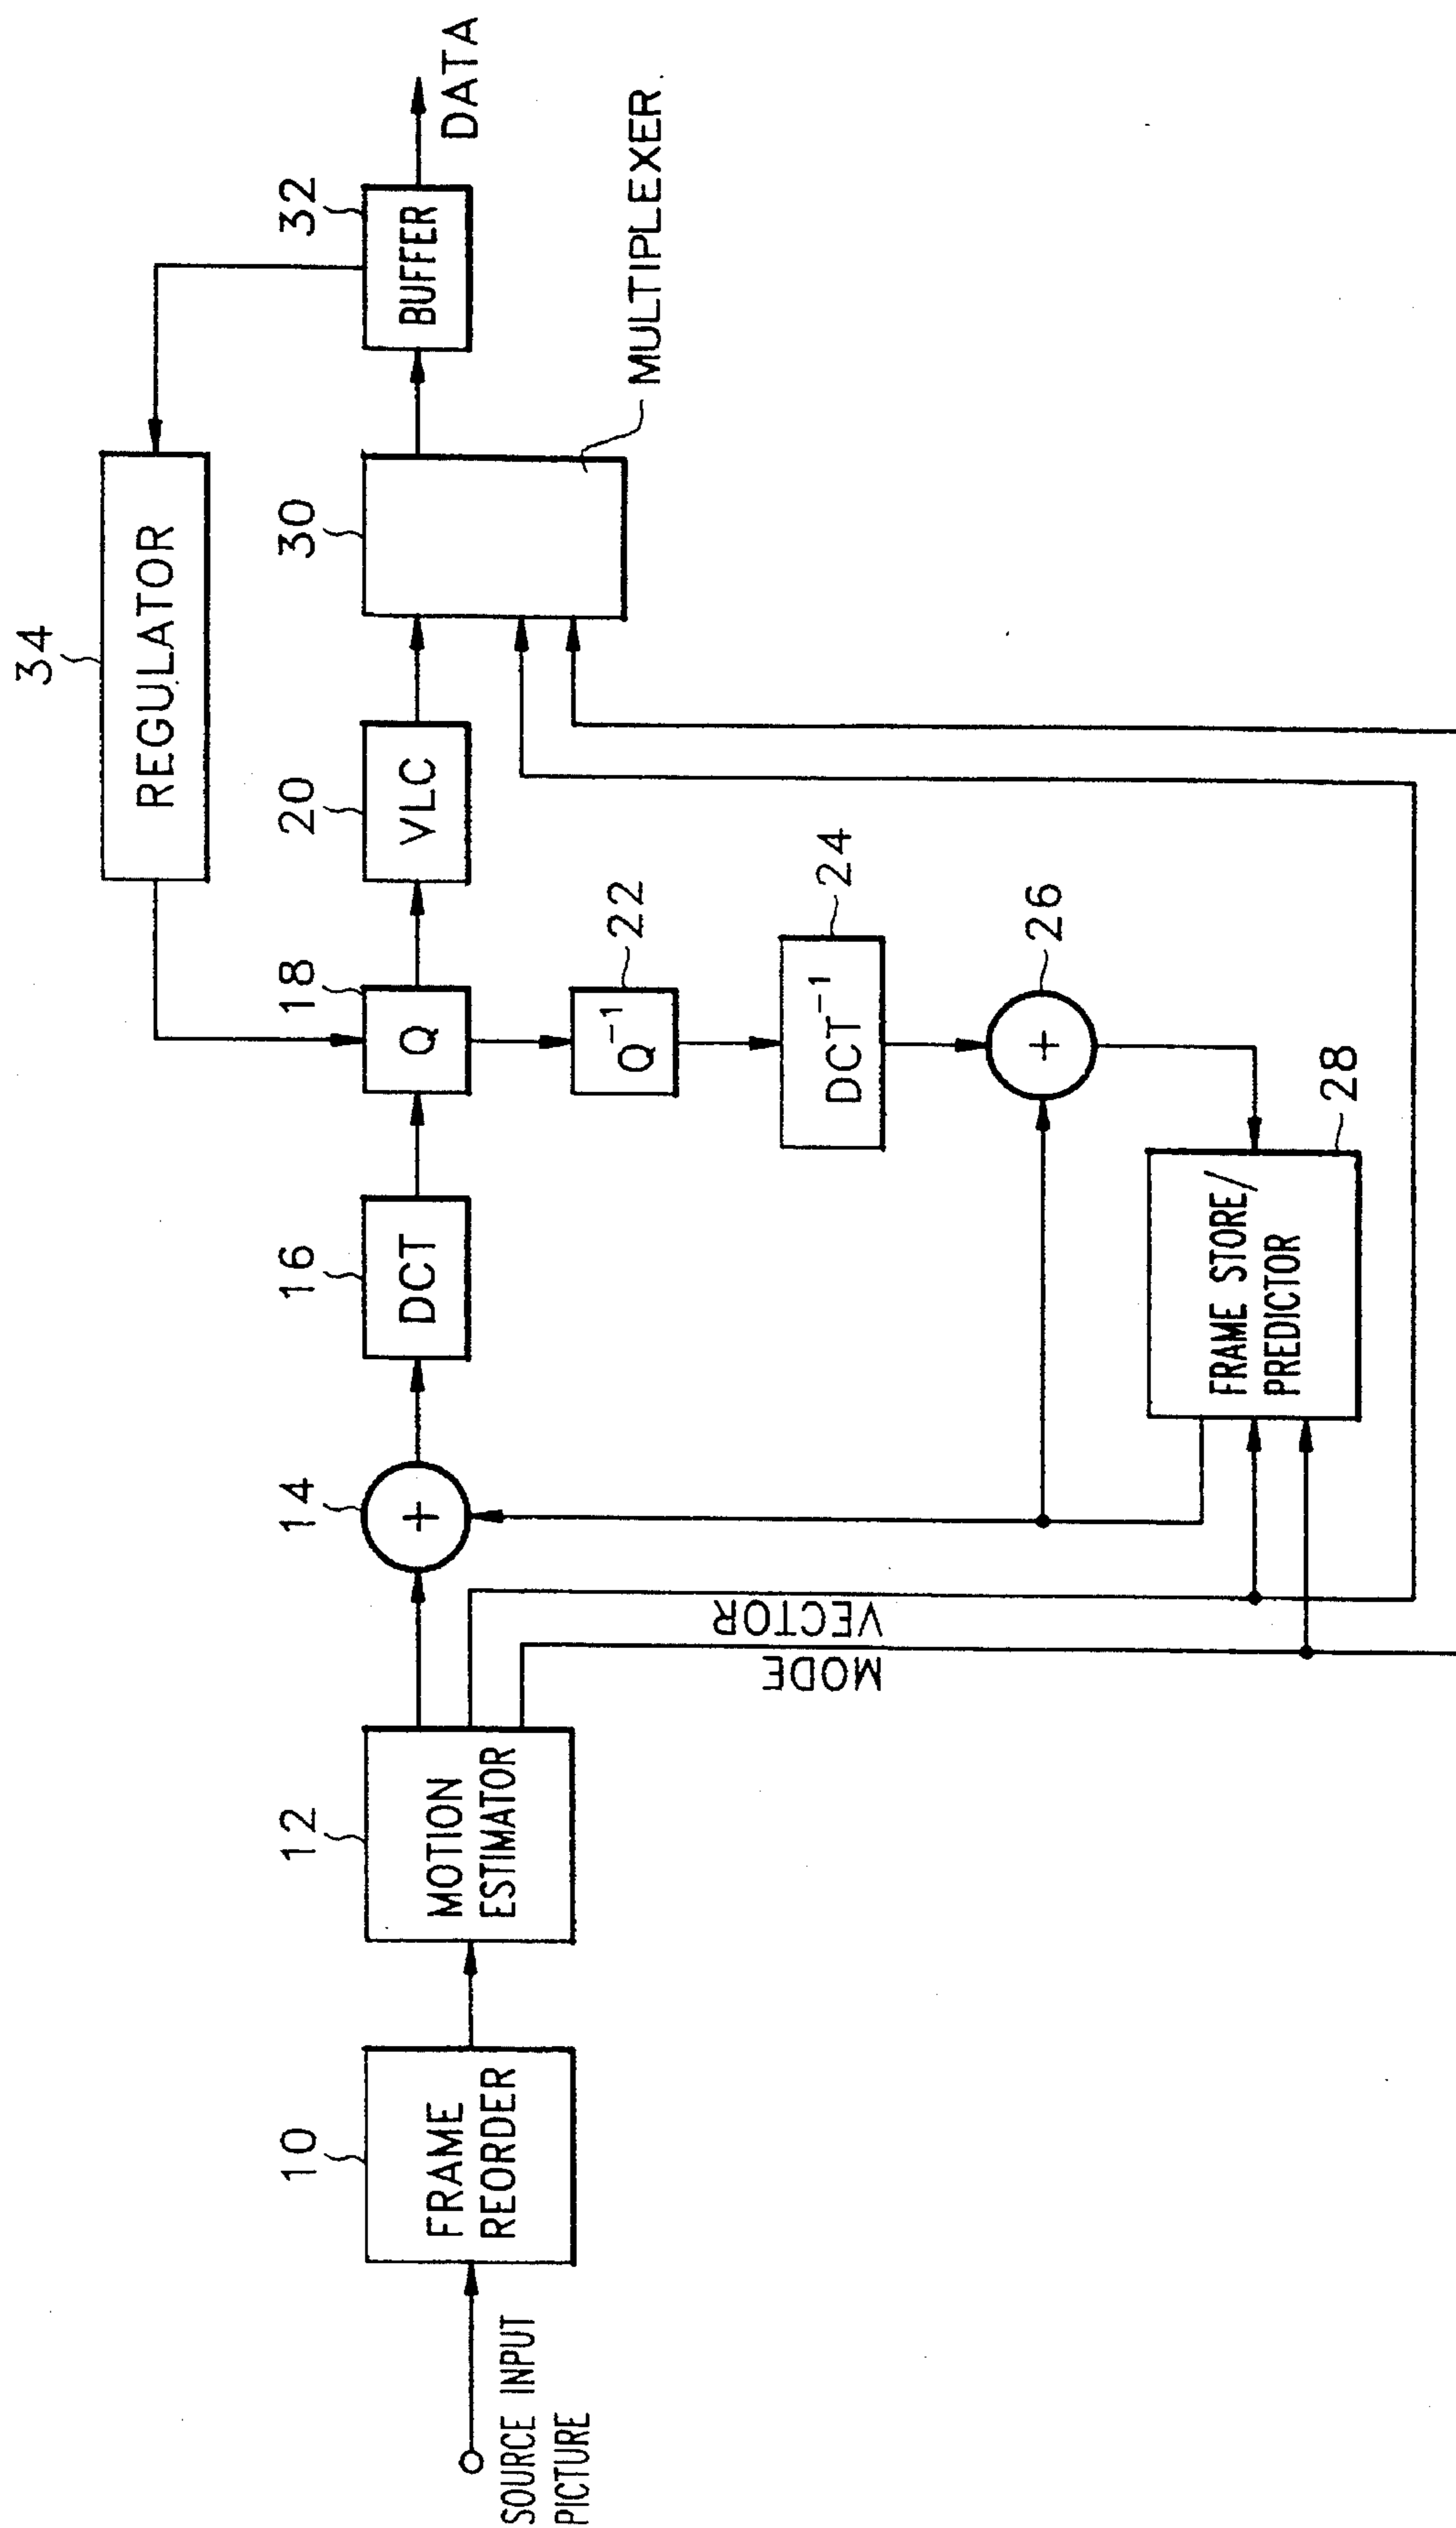 34
REGULATOR
10
12
14
16
18
20
30
32
FRAME
REORDER
MOTION
ESTIMATOR
+
DCT
Q
VLC
BUFFER
DATA
SOURCE INPUT
PICTURE
MULTIPLEXER
VECTOR
MODE
22
Q⁻¹
24
DCT⁻¹
26
+
28
FRAME STORE/
PREDICTOR